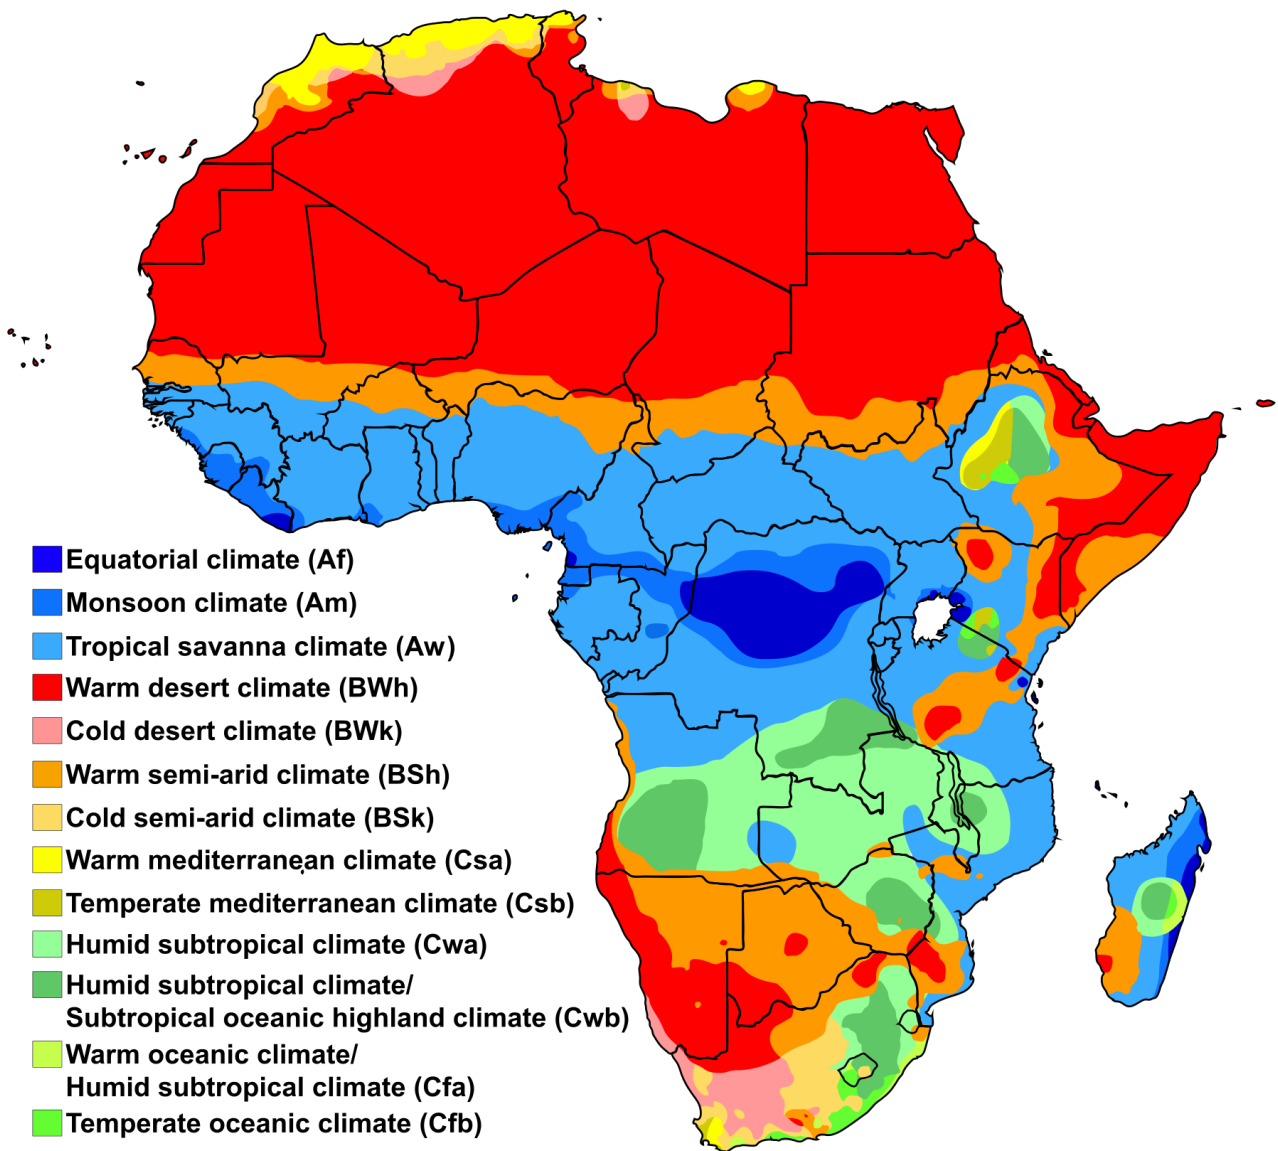 Equatorial climate (Af)
Monsoon climate (Am)
Tropical savanna climate (Aw)
Warm desert climate (BWh)
Cold desert climate (BWk)
Warm semi-arid climate (BSh)
Cold semi-arid climate (BSk)
Warm mediterranean climate (Csa)
Temperate mediterranean climate (Csb)
Humid subtropical climate (Cwa)
Humid subtropical climate/
Subtropical oceanic highland climate (Cwb)
Warm oceanic climate/
Humid subtropical climate (Cfa)
Temperate oceanic climate (Cfb)